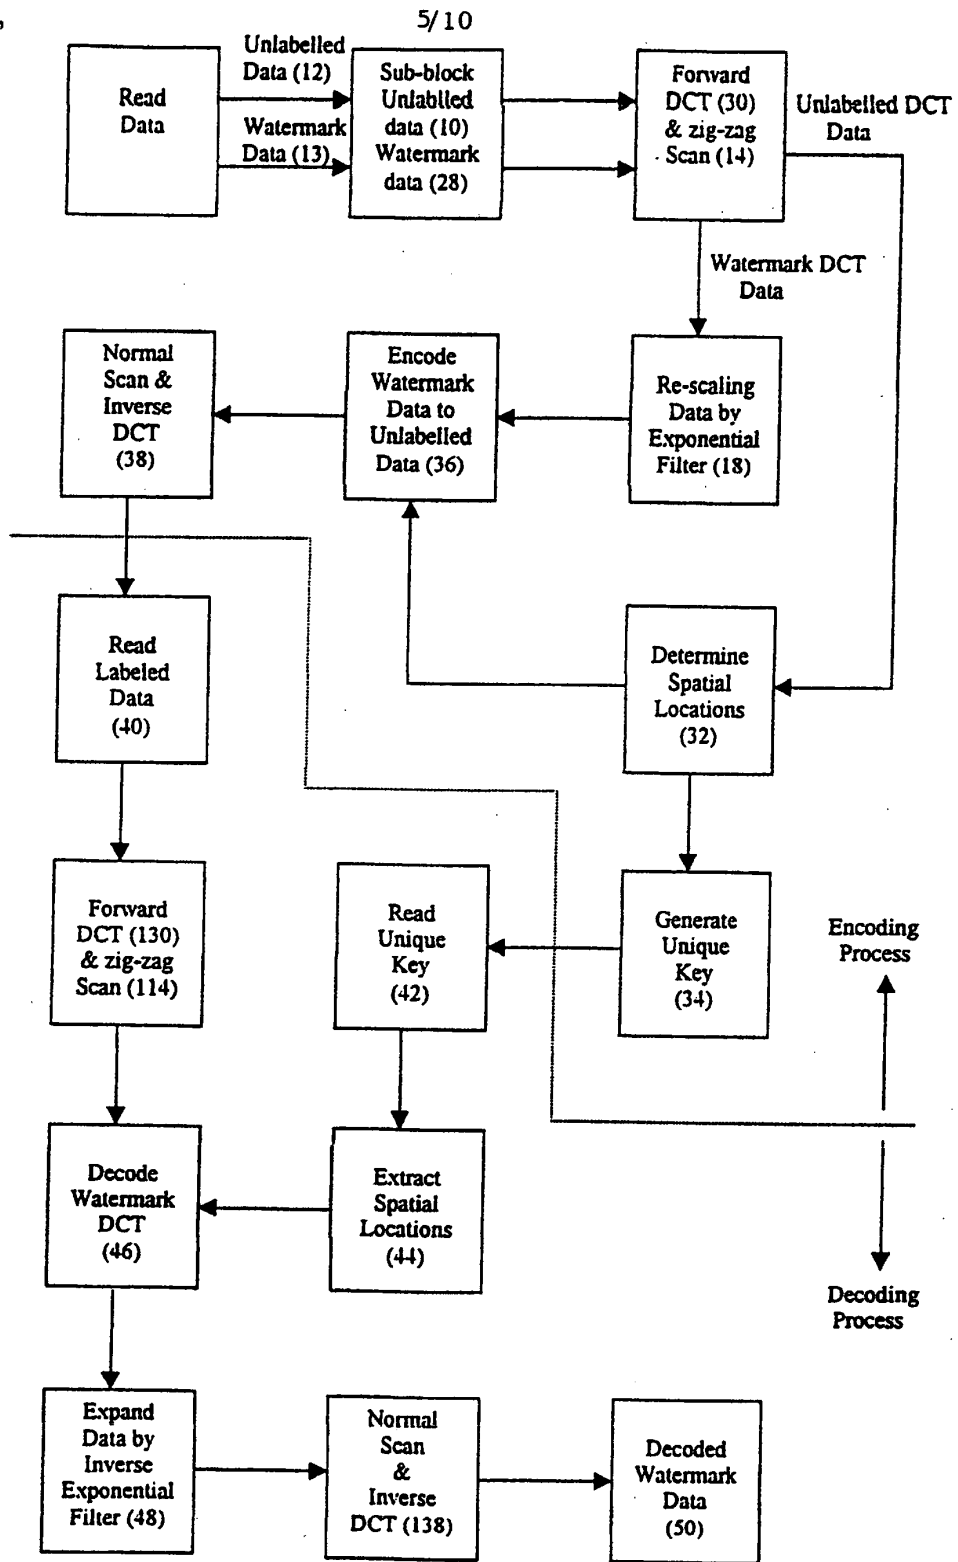 5/10
Read
Data
Unlabelled
Data (12)
Watermark
Data (13)
Sub-block
Unlablled
data (10)
Watermark
data (28)
Forward
DCT (30)
& zig-zag
Scan (14)
Unlabelled DCT
Data
Watermark DCT
Data
Normal
Scan &
Inverse
DCT
(38)
Encode
Watermark
Data to
Unlabelled
Data (36)
Re-scaling
Data by
Exponential
Filter (18)
Read
Labeled
Data
(40)
Determine
Spatial
Locations
(32)
Forward
DCT (130)
& zig-zag
Scan (114)
Read
Unique
Key
(42)
Generate
Unique
Key
(34)
Encoding
Process
Decode
Watermark
DCT
(46)
Extract
Spatial
Locations
(44)
Decoding
Process
Expand
Data by
Inverse
Exponential
Filter (48)
Normal
Scan
&
Inverse
DCT (138)
Decoded
Watermark
Data
(50)